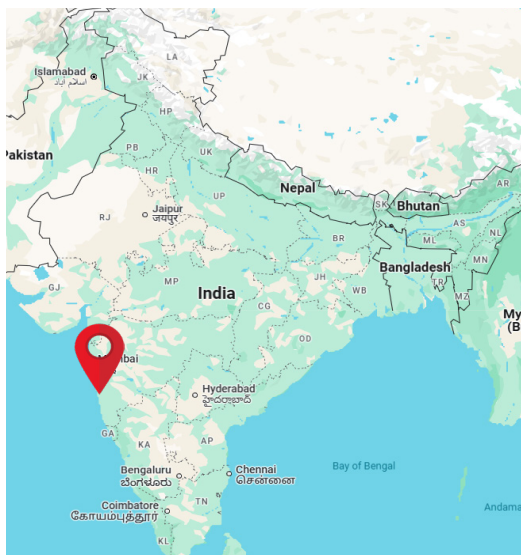 LA
Islamabad
اسلام آباد
JK
HP
Pakistan
PB
UK
HR
Nepal
SK
Bhutan
AR
Jaipur
जयपुर
RJ
UP
AS
NL
BR
ML
MN
Bangladesh
GJ
MP
India
JH
WB
TR
MZ
CG
OD
Hyderabad
హైదరాబాద్
GA
KA
AP
Bay of Bengal
Bengaluru
ಬೆಂಗಳೂರು
Chennai
சென்னை
TN
Coimbatore
கோயம்புத்தூர்
KL